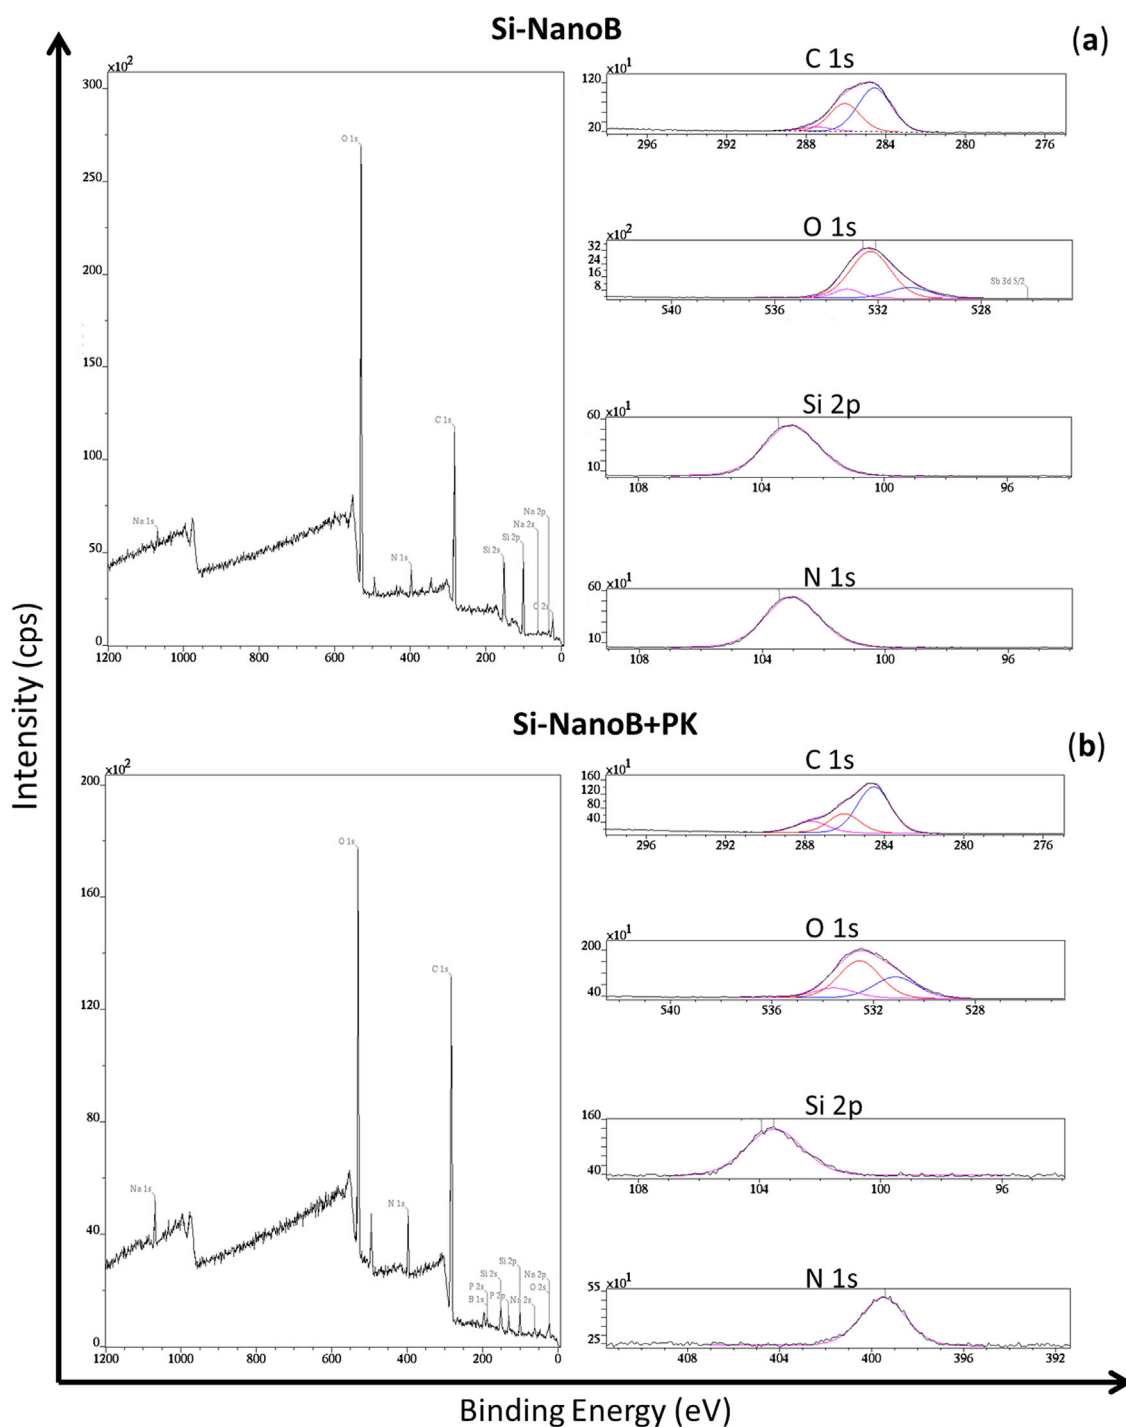 Si-NanoB
(a)
x10²
300
250
200
150
100
50
0
1200 1000 800 600 400 200 0
Na 1s
O 1s
N 1s
C 1s
Si 2s
Si 2p
Na 2s
Na 2p
O 2s
C 1s
x10¹
120
20
296 292 288 284 280 276
O 1s
x10²
32
24
16
8
Sb 3d 5/2
540 536 532 528
Si 2p
x10¹
60
10
108 104 100 96
N 1s
x10¹
60
10
108 104 100 96
Intensity (cps)
Si-NanoB+PK
(b)
x10²
200
160
120
80
40
0
1200 1000 800 600 400 200 0
Na 1s
O 1s
N 1s
C 1s
Si 2p
Si 2s
Na 2p
P 2s
O 2s
B 1s
P 2p
Na 2s
C 1s
x10¹
160
120
80
40
296 292 288 284 280 276
O 1s
x10¹
200
40
540 536 532 528
Si 2p
160
40
108 104 100 96
N 1s
x10¹
55
25
408 404 400 396 392
Binding Energy (eV)